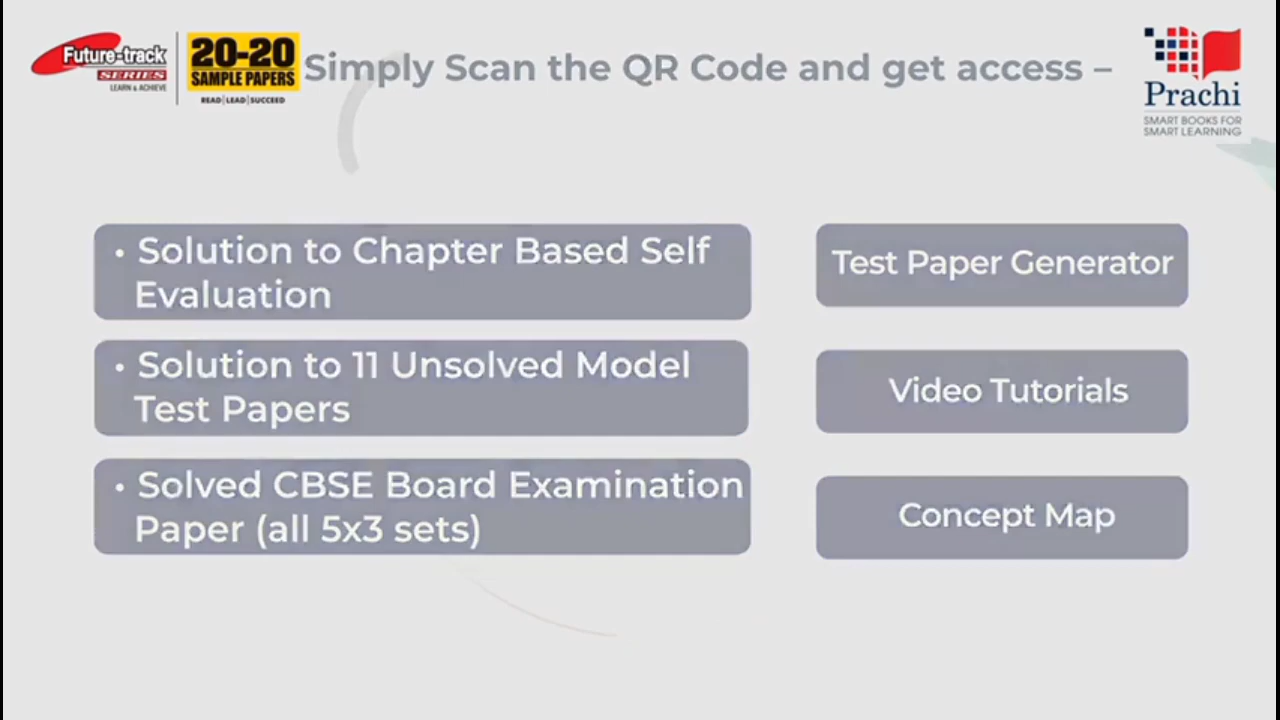 Future-track
SERIES
LEARN & ACHIEVE
20-20
SAMPLE PAPERS
READ|LEAD|SUCCEED
Simply Scan the QR Code and get access –
Prachi
SMART BOOKS FOR
SMART LEARNING
• Solution to Chapter Based Self
Evaluation
• Solution to 11 Unsolved Model
Test Papers
• Solved CBSE Board Examination
Paper (all 5x3 sets)
Test Paper Generator
Video Tutorials
Concept Map